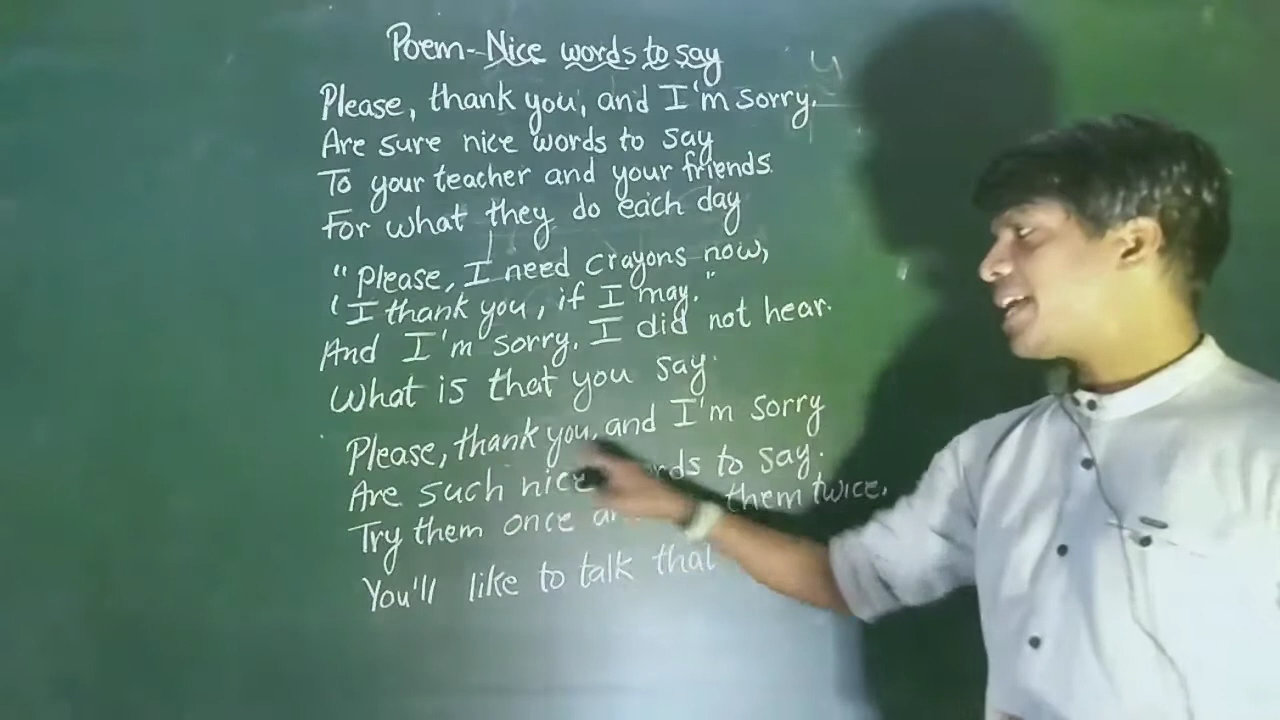 Poem-Nice words to say
Please, thank you, and I'm sorry.
Are sure nice words to say
To your teacher and your friends.
For what they do each day
"Please, I need crayons now,
"I thank you, if I may."
And I'm sorry. I did not hear.
What is that you say.
Please, thank you, and I'm sorry
Are such nice to say.
Try them once them twice.
You'll like to talk that